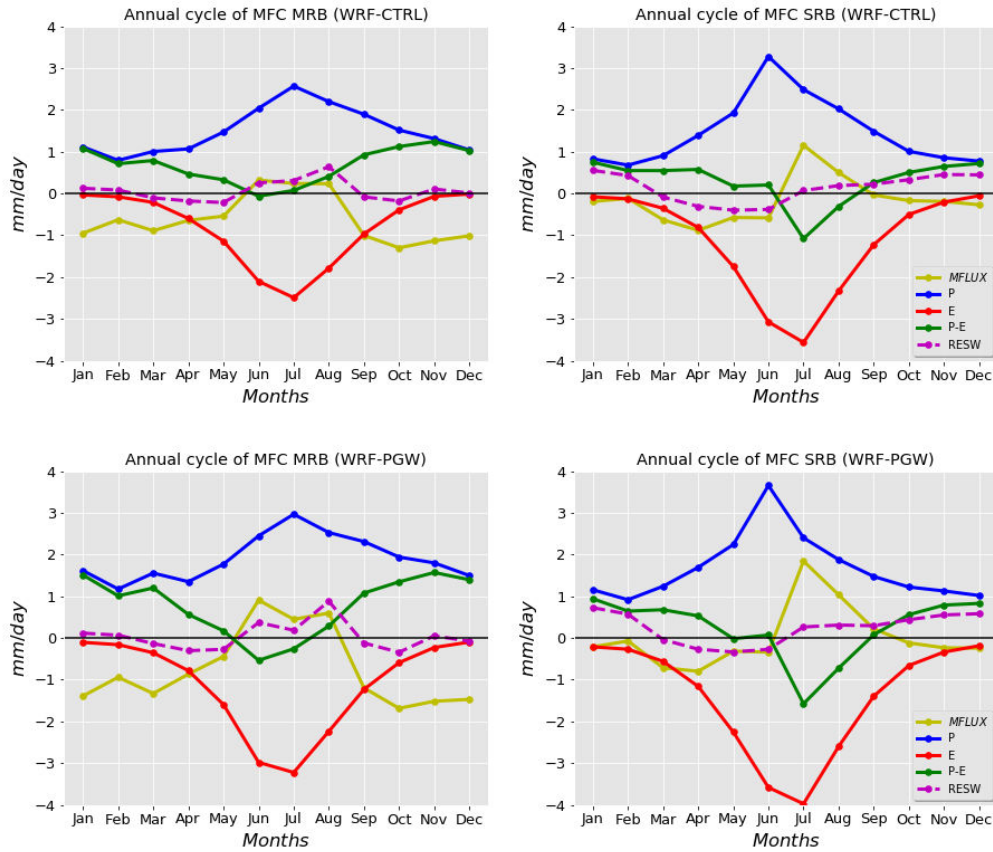 Annual cycle of MFC MRB (WRF-CTRL)
4
3
2
1
0
−1
−2
−3
−4
mm/day
Jan Feb Mar Apr May Jun Jul Aug Sep Oct Nov Dec
Months
Annual cycle of MFC SRB (WRF-CTRL)
4
3
2
1
0
−1
−2
−3
−4
mm/day
MFLUX
P
E
P-E
RESW
Jan Feb Mar Apr May Jun Jul Aug Sep Oct Nov Dec
Months
Annual cycle of MFC MRB (WRF-PGW)
4
3
2
1
0
−1
−2
−3
−4
mm/day
Jan Feb Mar Apr May Jun Jul Aug Sep Oct Nov Dec
Months
Annual cycle of MFC SRB (WRF-PGW)
4
3
2
1
0
−1
−2
−3
−4
mm/day
MFLUX
P
E
P-E
RESW
Jan Feb Mar Apr May Jun Jul Aug Sep Oct Nov Dec
Months